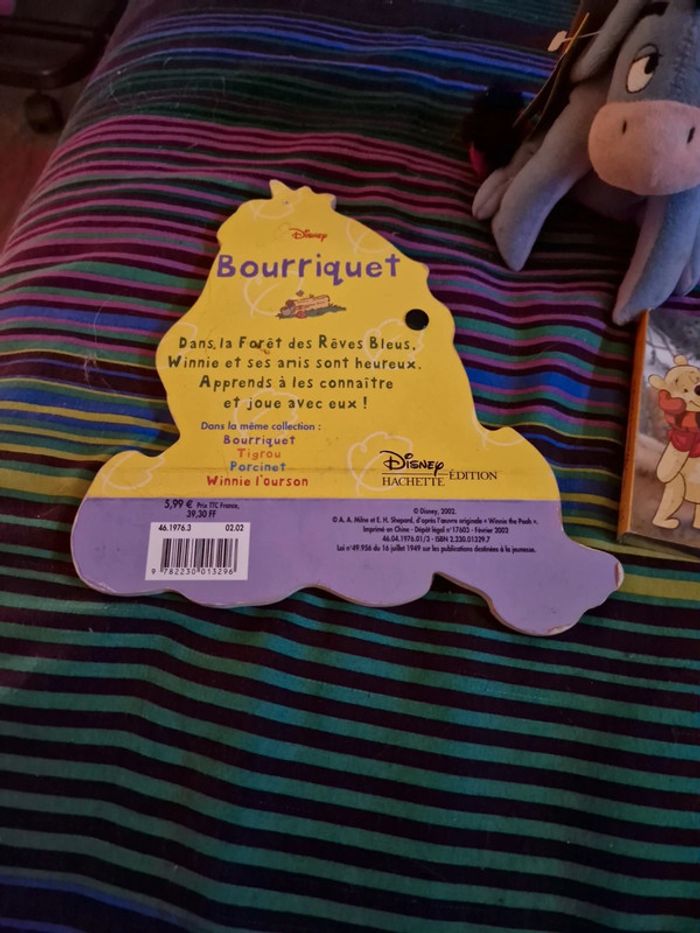 Disney
Bourriquet
Dans la Forêt des Rêves Bleus,
Winnie et ses amis sont heureux.
Apprends à les connaître
et joue avec eux !
Dans la même collection :
Bourriquet
Tigrou
Porcinet
Winnie l'ourson
Disney
HACHETTE ÉDITION
5,99 € Prix TTC France,
39,30 FF
46.1976.3 02.02
9 782230 013296
© Disney, 2002.
© A. A. Milne et E. H. Shepard, d'après l'œuvre originale « Winnie the Pooh ».
Imprimé en Chine - Dépôt légal n°17603 - Février 2002
46.04.1976.01/3 - ISBN 2.230.01329.7
Loi n°49.956 du 16 juillet 1949 sur les publications destinées à la jeunesse.